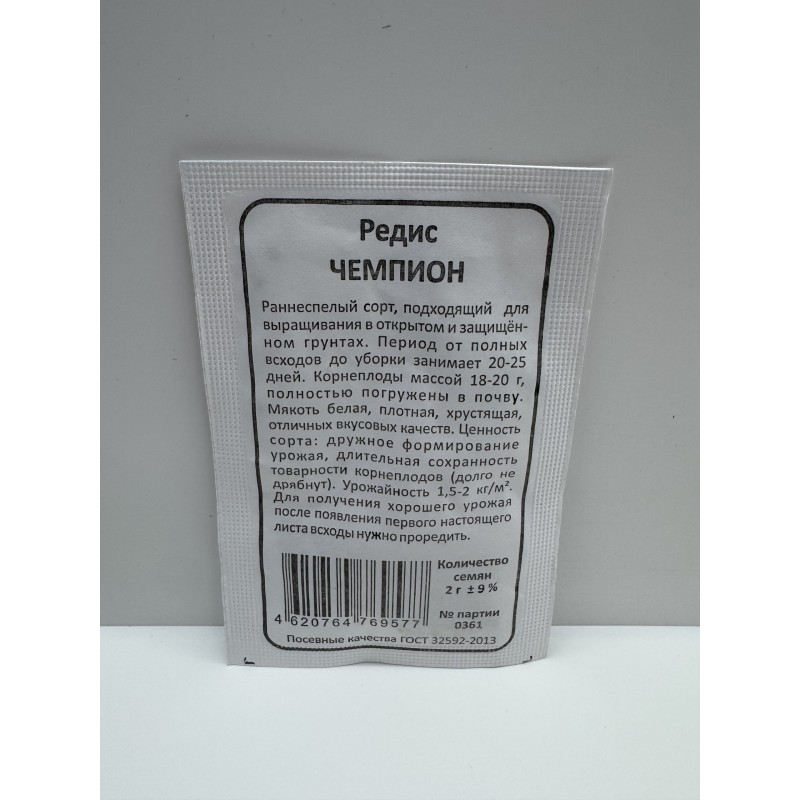 Редис
ЧЕМПИОН
Раннеспелый сорт, подходящий для
выращивания в открытом и защищён-
ном грунтах. Период от полных
всходов до уборки занимает 20-25
дней. Корнеплоды массой 18-20 г,
полностью погружены в почву.
Мякоть белая, плотная, хрустящая,
отличных вкусовых качеств. Ценность
сорта: дружное формирование
урожая, длительная сохранность
товарности корнеплодов (долго не
дрябнут). Урожайность 1,5-2 кг/м².
Для получения хорошего урожая
после появления первого настоящего
листа всходы нужно проредить.
Количество
семян
2 г ± 9 %
4 620764 769577
№ партии
0361
Посевные качества ГОСТ 32592-2013